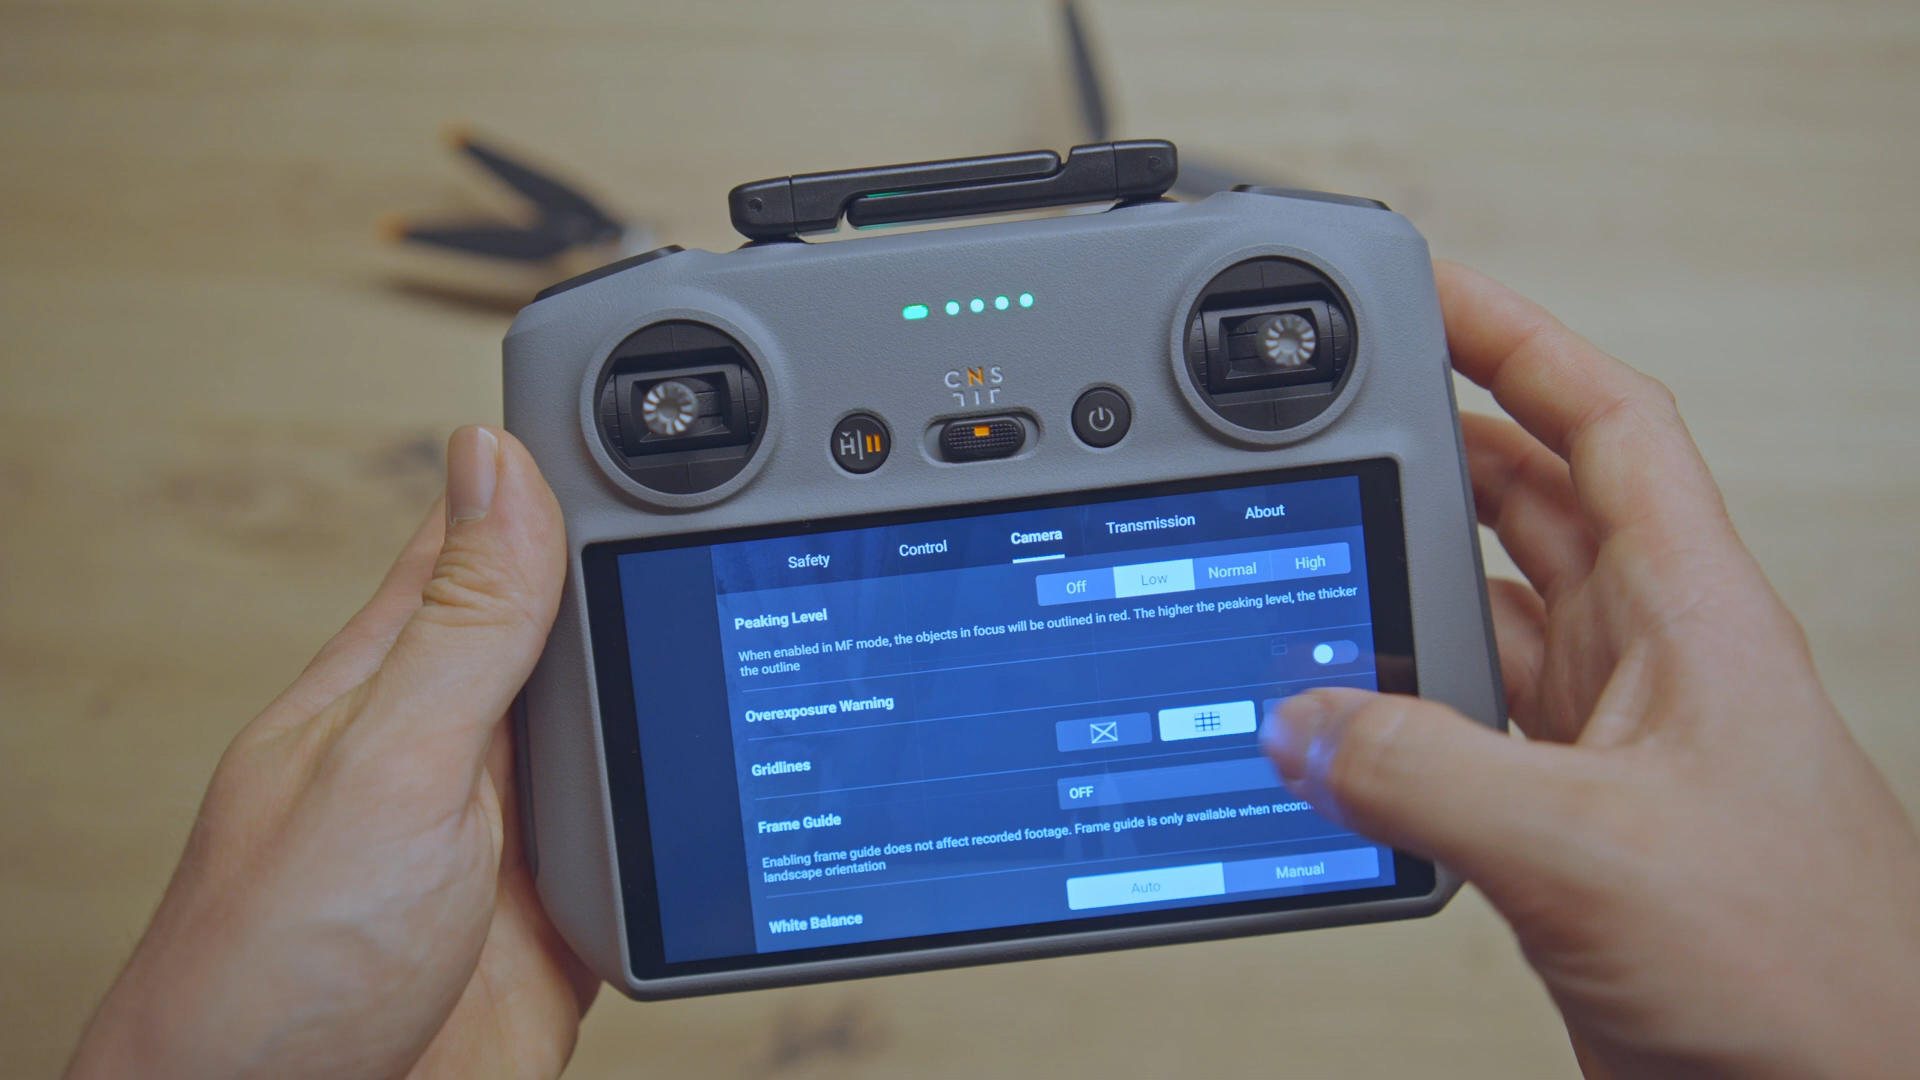 C N S
H
Safety Control Camera Transmission About
Peaking Level Off Low Normal High
When enabled in MF mode, the objects in focus will be outlined in red. The higher the peaking level, the thicker
the outline
Overexposure Warning
Gridlines
Frame Guide OFF
Enabling frame guide does not affect recorded footage. Frame guide is only available when
landscape orientation
White Balance Auto Manual